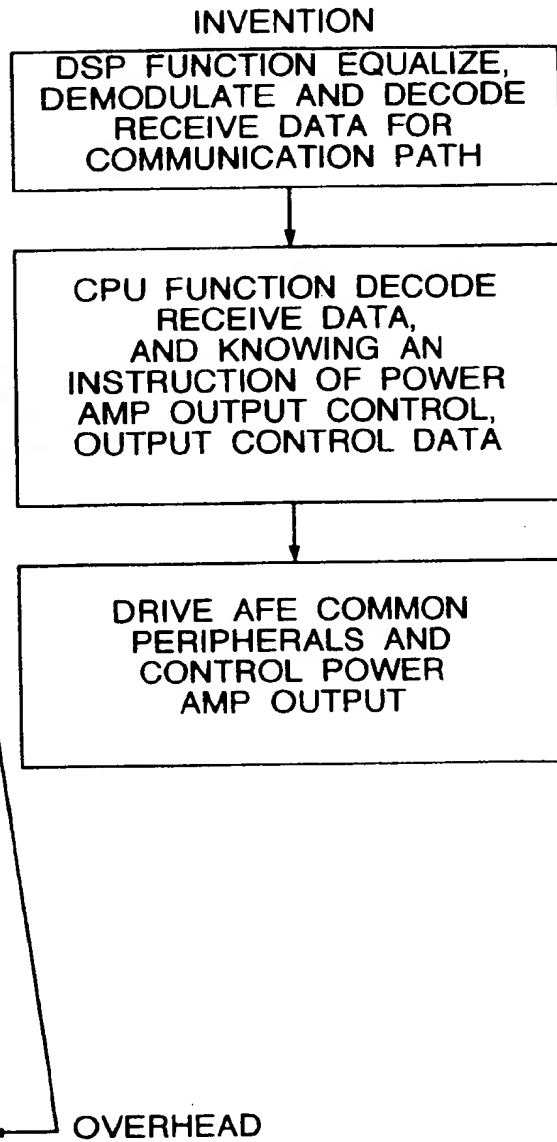 INVENTION
DSP FUNCTION EQUALIZE,
DEMODULATE AND DECODE
RECEIVE DATA FOR
COMMUNICATION PATH
CPU FUNCTION DECODE
RECEIVE DATA,
AND KNOWING AN
INSTRUCTION OF POWER
AMP OUTPUT CONTROL,
OUTPUT CONTROL DATA
DRIVE AFE COMMON
PERIPHERALS AND
CONTROL POWER
AMP OUTPUT
OVERHEAD